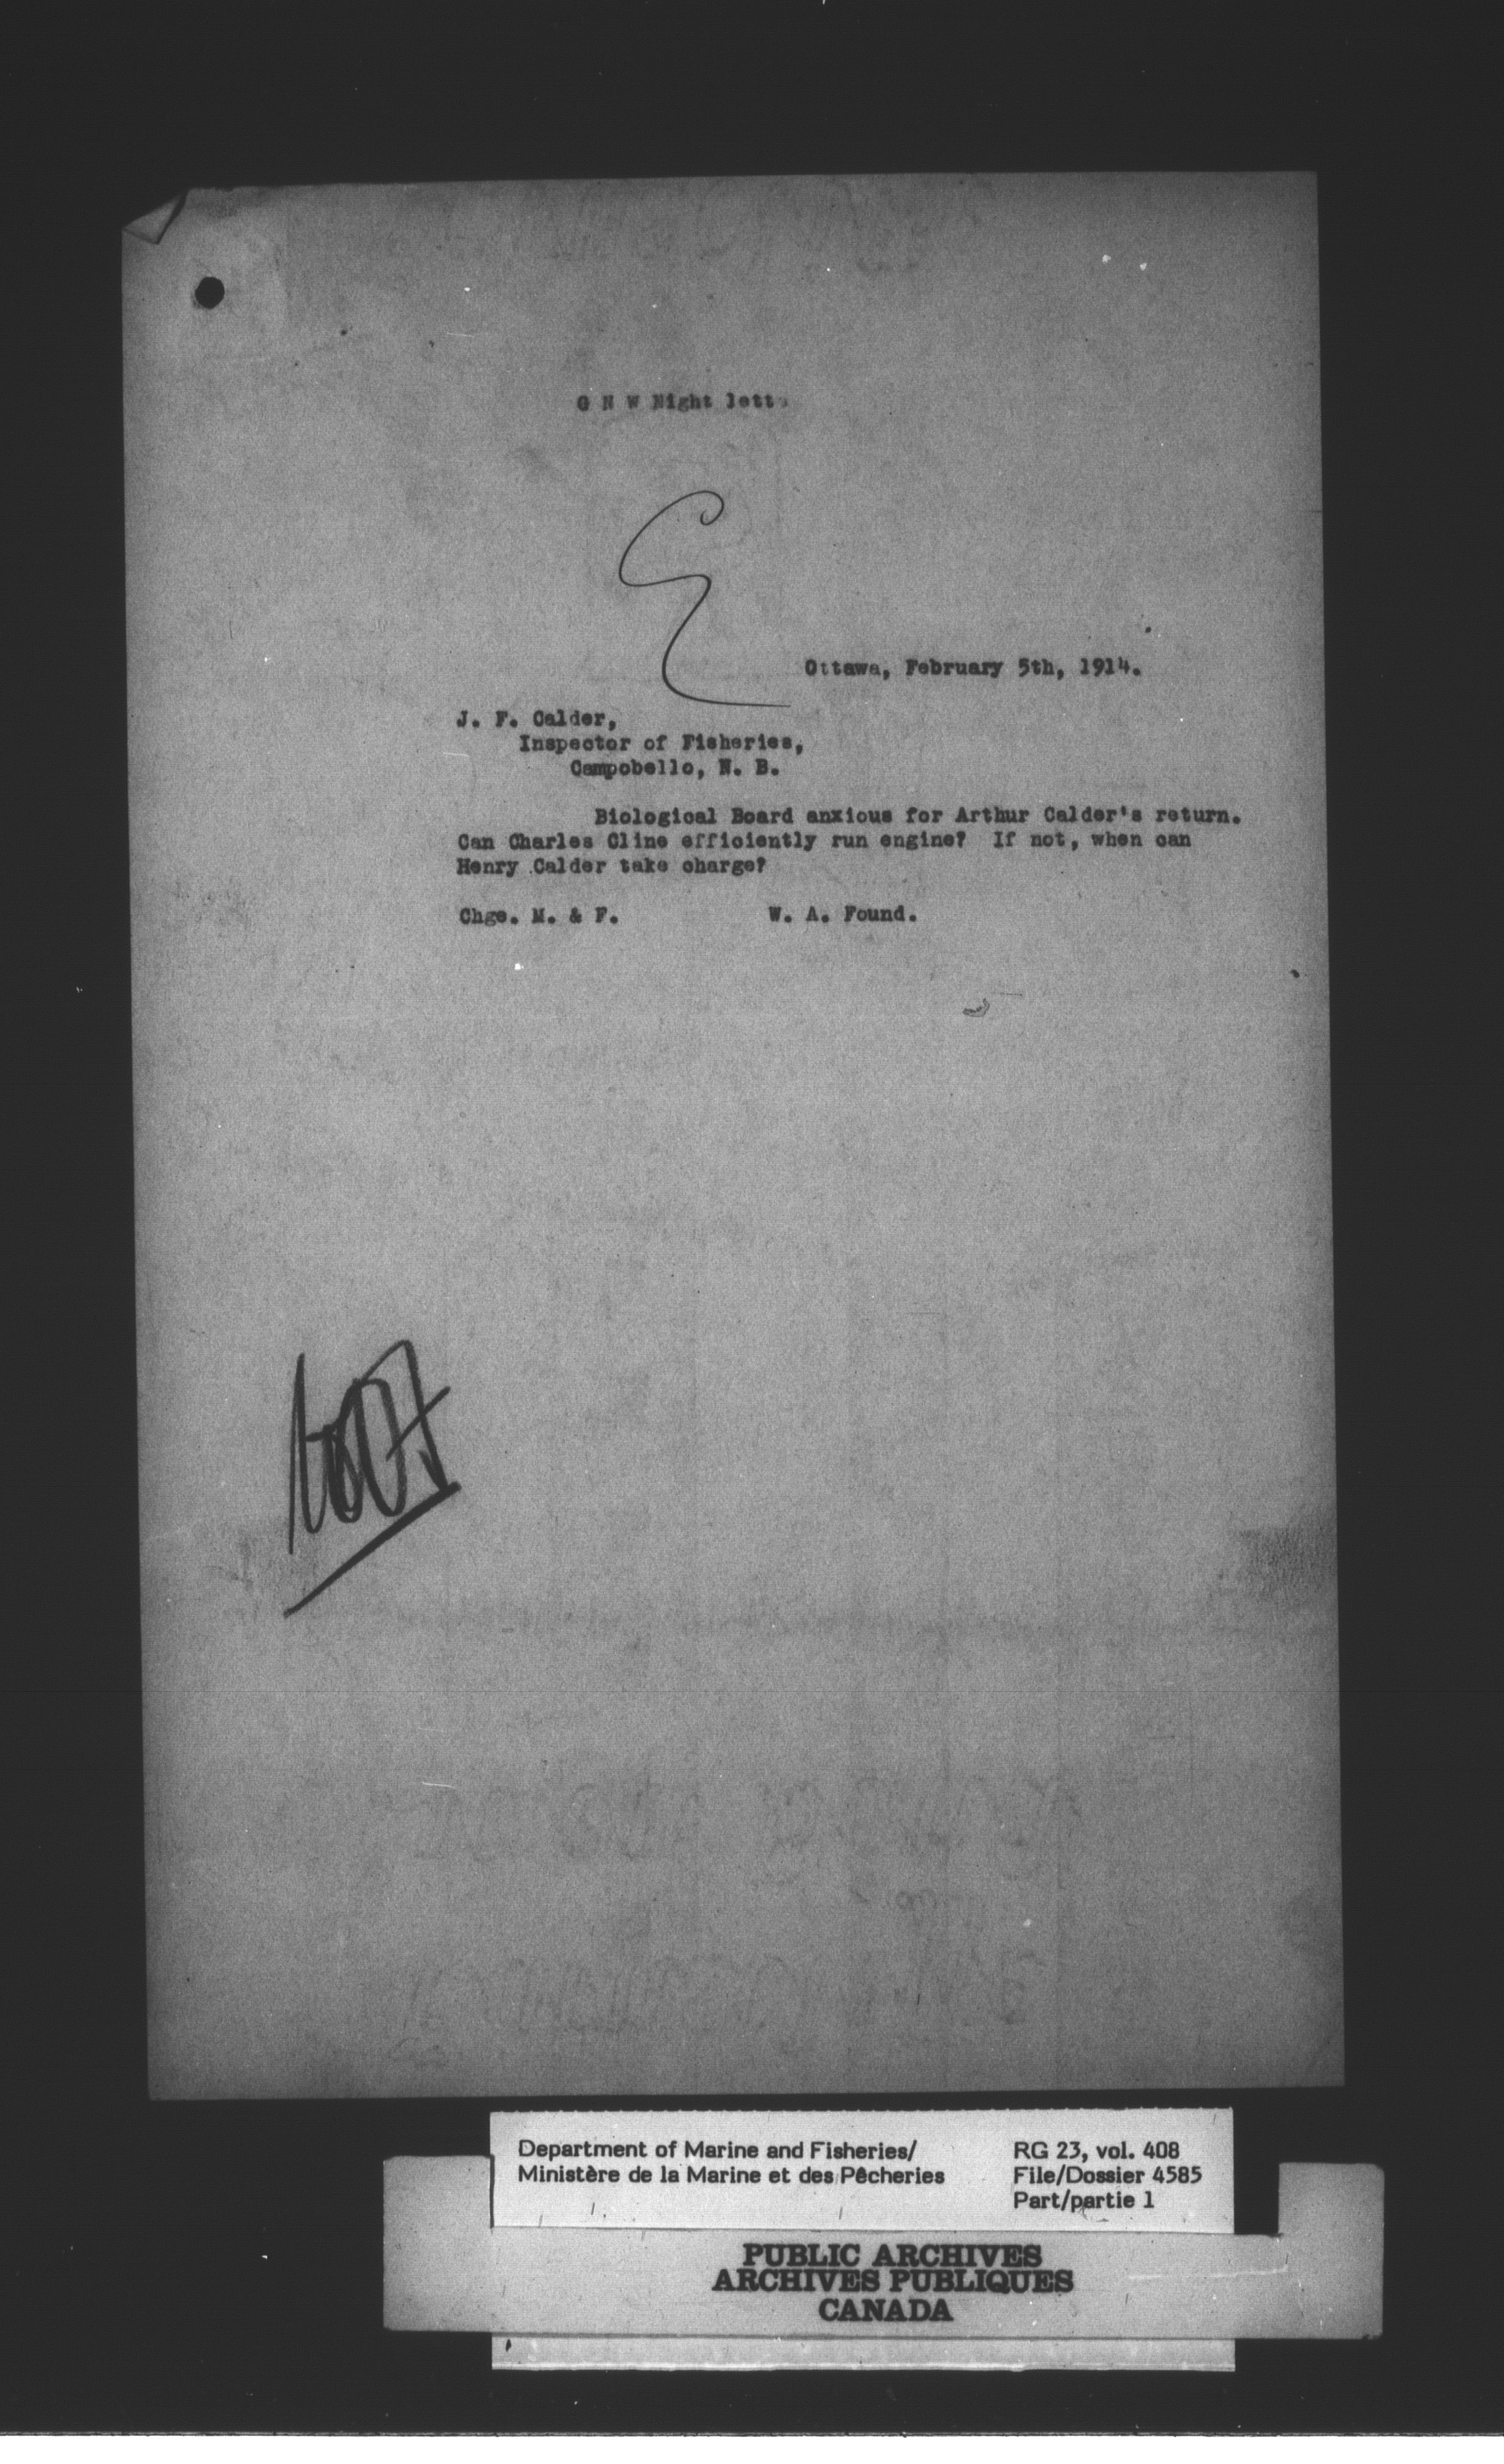 G N W Night lett
Ottawa, February 5th, 1914.
J. F. Calder,
Inspector of Fisheries,
Campobello, N. B.
Biological Board anxious for Arthur Calder's return.
Can Charles Cline efficiently run engine? If not, when can
Henry Calder take charge?
Chge. M. & F. W. A. Found.
Department of Marine and Fisheries/ RG 23, vol. 408
Ministère de la Marine et des Pêcheries File/Dossier 4585
Part/partie 1
PUBLIC ARCHIVES
ARCHIVES PUBLIQUES
CANADA